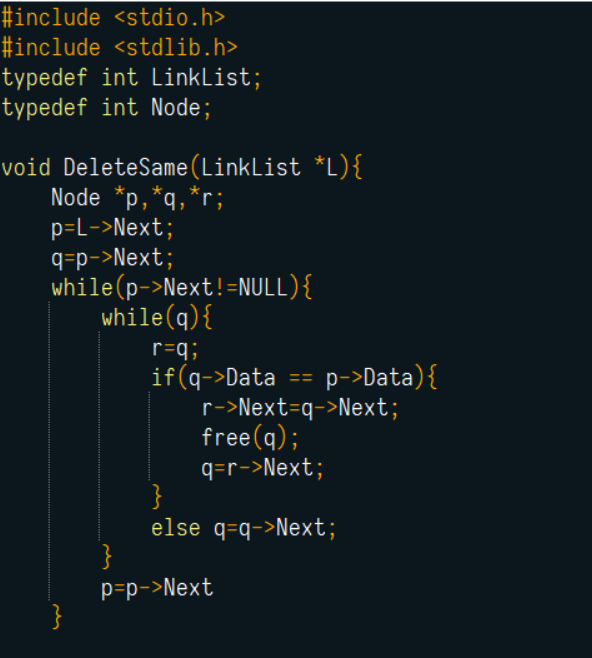 #include <stdio.h>
#include <stdlib.h>
typedef int LinkList;
typedef int Node;
void DeleteSame(LinkList *L){
Node *p,*q,*r;
p=L->Next;
q=p->Next;
while(p->Next!=NULL){
while(q){
r=q;
if(q->Data == p->Data){
r->Next=q->Next;
free(q);
q=r->Next;
}
else q=q->Next;
}
p=p->Next
}